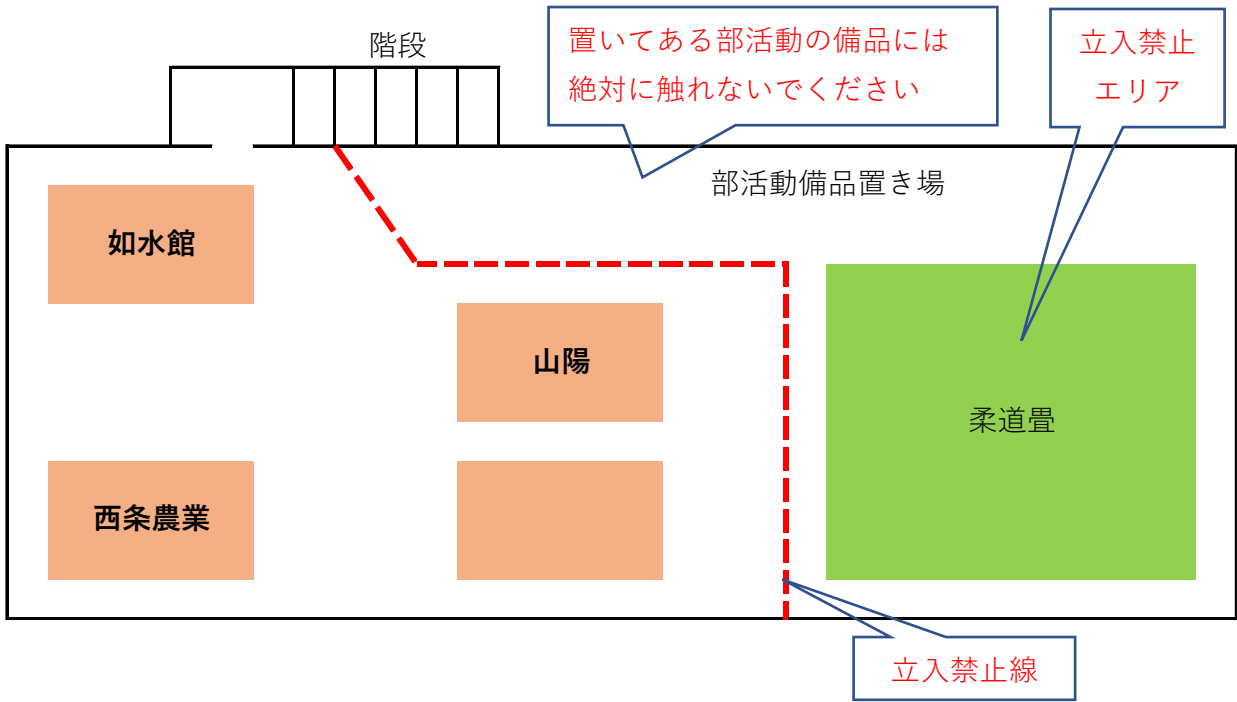 階段
置いてある部活動の備品には
絶対に触れないでください
立入禁止
エリア
部活動備品置き場
如水館
山陽
柔道畳
西条農業
立入禁止線